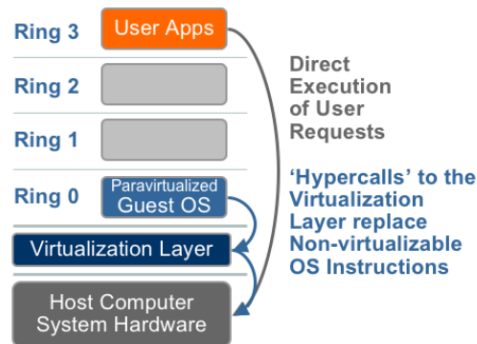 Ring 3
User Apps
Ring 2
Ring 1
Ring 0
Paravirtualized
Guest OS
Virtualization Layer
Host Computer
System Hardware
Direct
Execution
of User
Requests
‘Hypercalls’ to the
Virtualization
Layer replace
Non-virtualizable
OS Instructions